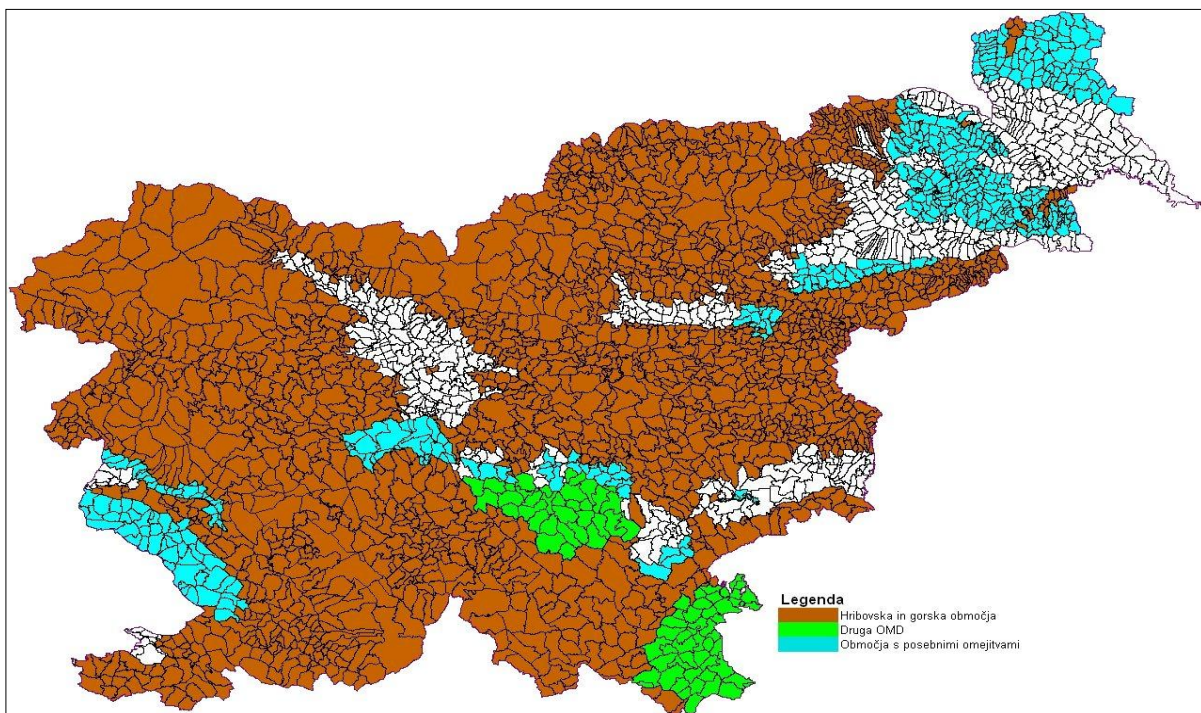 Legenda
Hribovska in gorska območja
Druga OMD
Območja s posebnimi omejitvami